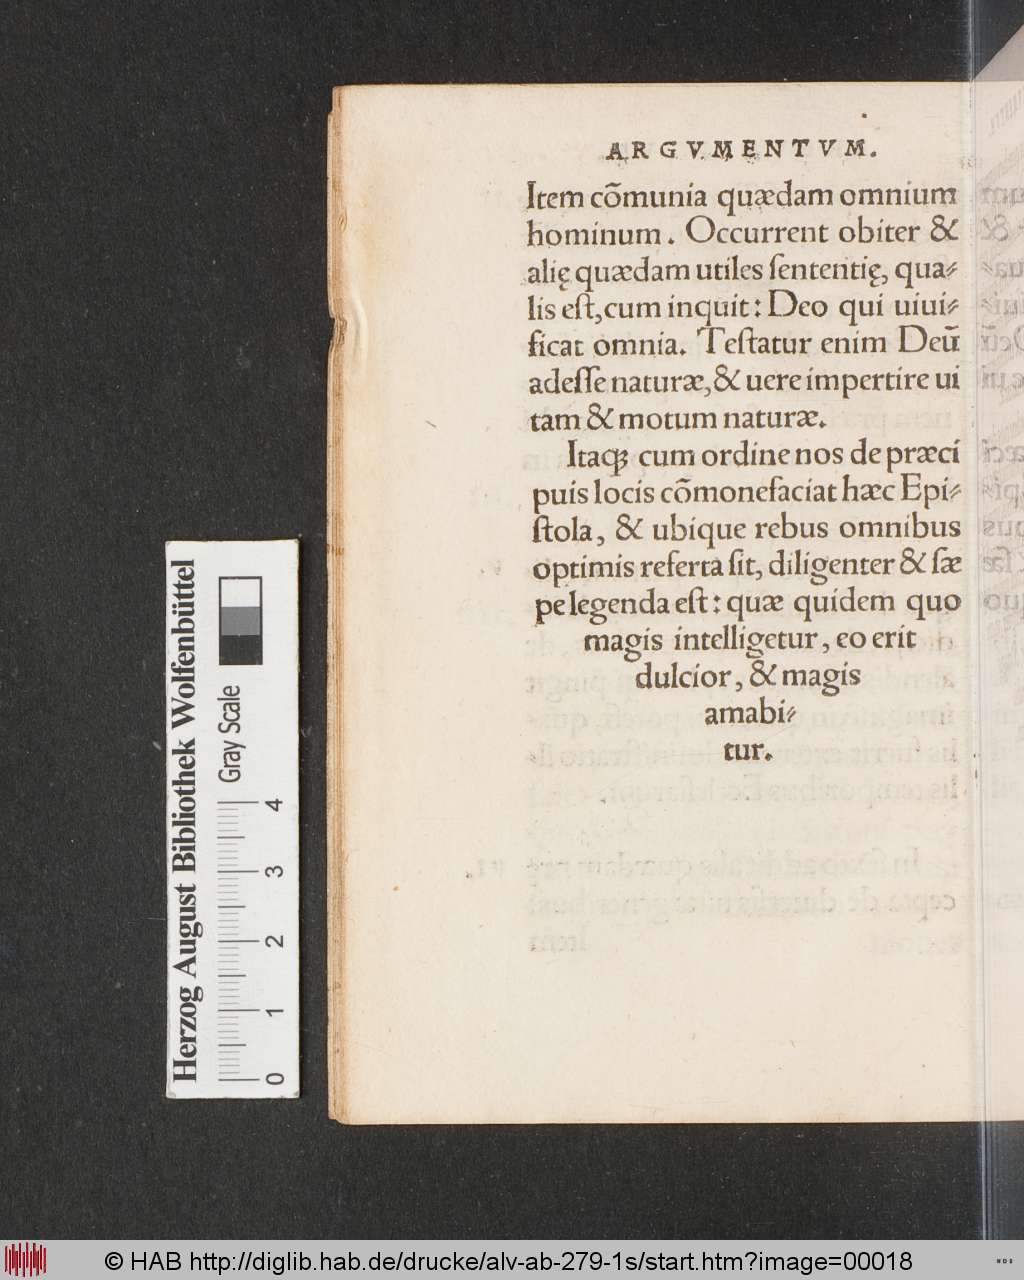 ARGVMENTVM.
Item cõmunia quædam omnium
hominum. Occurrent obiter &
alię quædam utiles ſententię, qua⸗
lis eſt, cum inquit: Deo qui uiui⸗
ficat omnia. Teſtatur enim Deũ
adeſſe naturæ, & uere impertire ui
tam & motum naturæ.
Itaqꝫ cum ordine nos de præci
puis locis cõmonefaciat hæc Epi⸗
ſtola, & ubique rebus omnibus
optimis referta ſit, diligenter & ſæ
pe legenda eſt: quæ quidem quo
magis intelligetur, eo erit
dulcior, & magis
amabi⸗
tur.
Herzog August Bibliothek Wolfenbüttel
Gray Scale
0 1 2 3 4
© HAB http://diglib.hab.de/drucke/alv-ab-279-1s/start.htm?image=00018